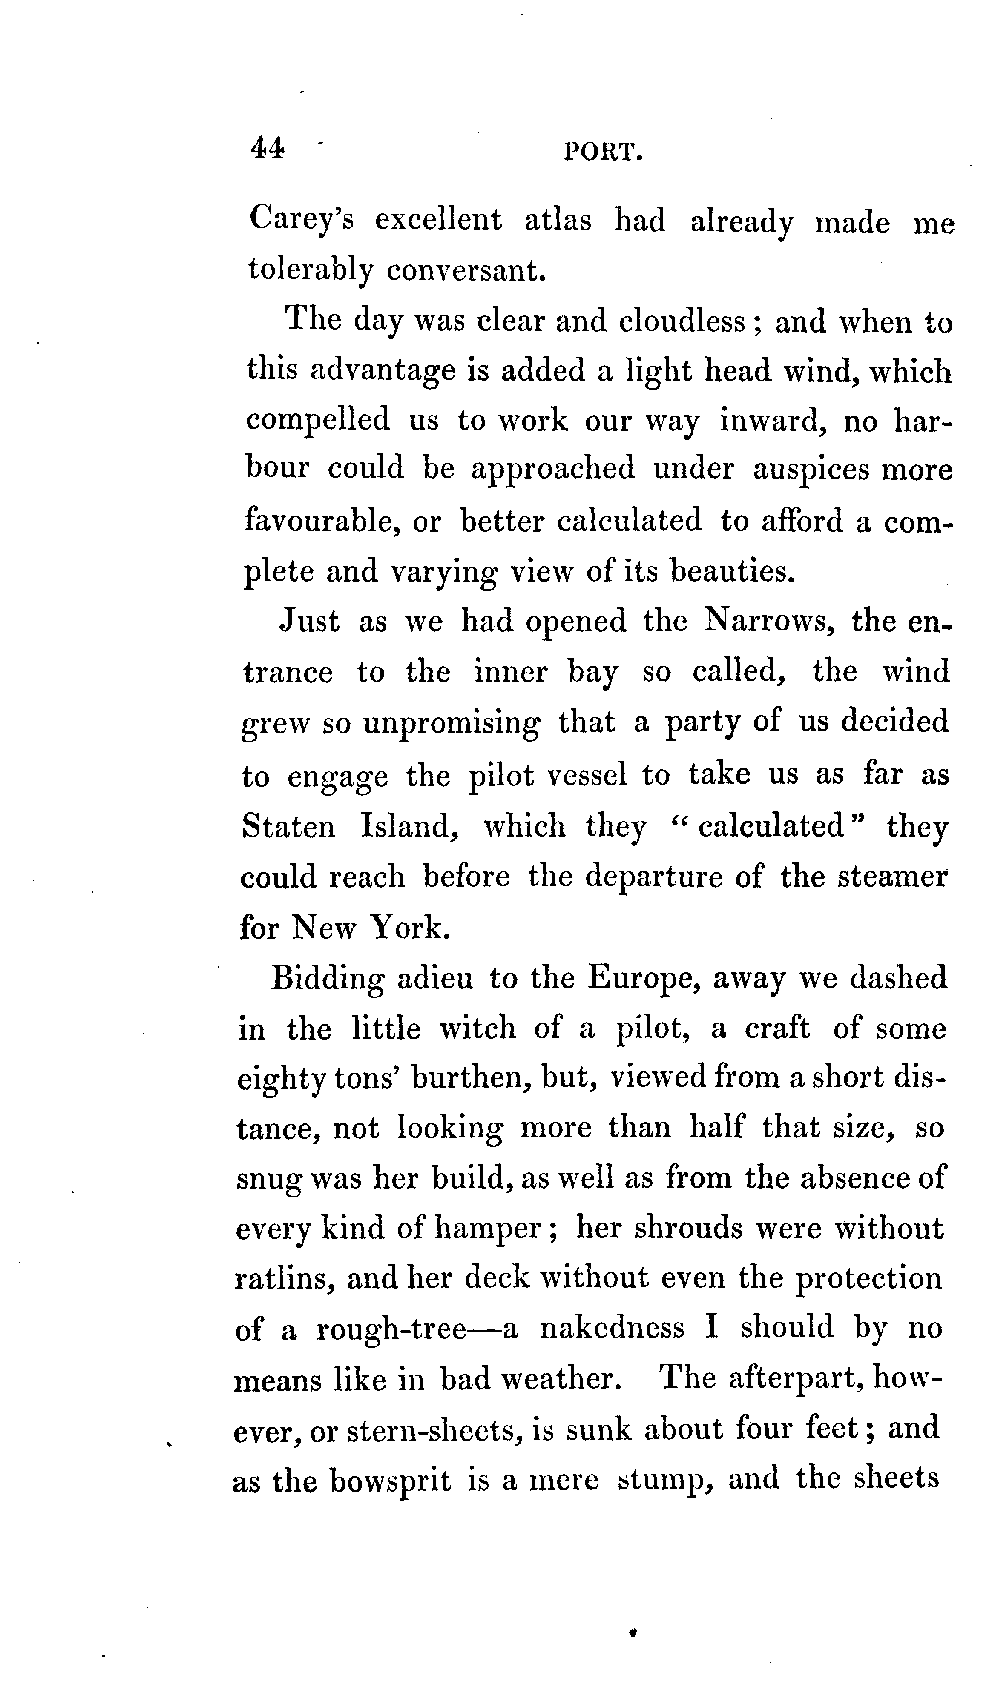 44 PORT.
Carey's excellent atlas had already made me
tolerably conversant.
The day was clear and cloudless; and when to
this advantage is added a light head wind, which
compelled us to work our way inward, no har-
bour could be approached under auspices more
favourable, or better calculated to afford a com-
plete and varying view of its beauties.
Just as we had opened the Narrows, the en-
trance to the inner bay so called, the wind
grew so unpromising that a party of us decided
to engage the pilot vessel to take us as far as
Staten Island, which they “calculated” they
could reach before the departure of the steamer
for New York.
Bidding adieu to the Europe, away we dashed
in the little witch of a pilot, a craft of some
eighty tons' burthen, but, viewed from a short dis-
tance, not looking more than half that size, so
snug was her build, as well as from the absence of
every kind of hamper; her shrouds were without
ratlins, and her deck without even the protection
of a rough-tree—a nakedness I should by no
means like in bad weather. The afterpart, how-
ever, or stern-sheets, is sunk about four feet; and
as the bowsprit is a mere stump, and the sheets